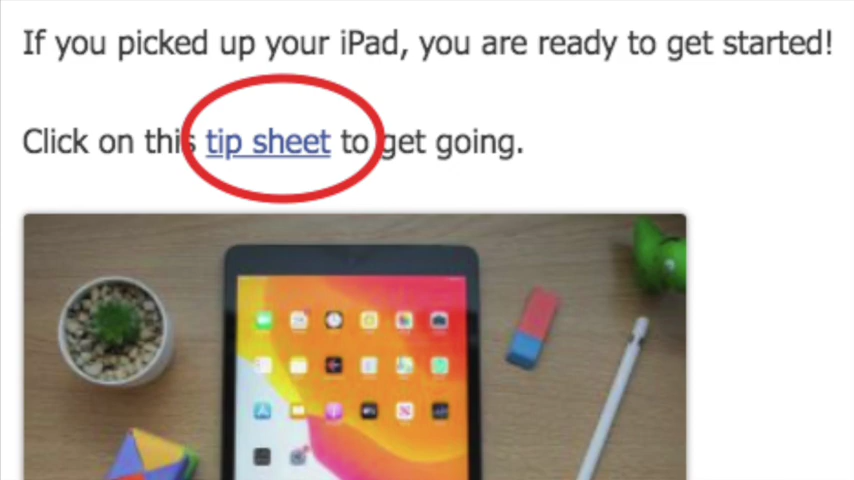 If you picked up your iPad, you are ready to get started!
Click on this tip sheet to get going.